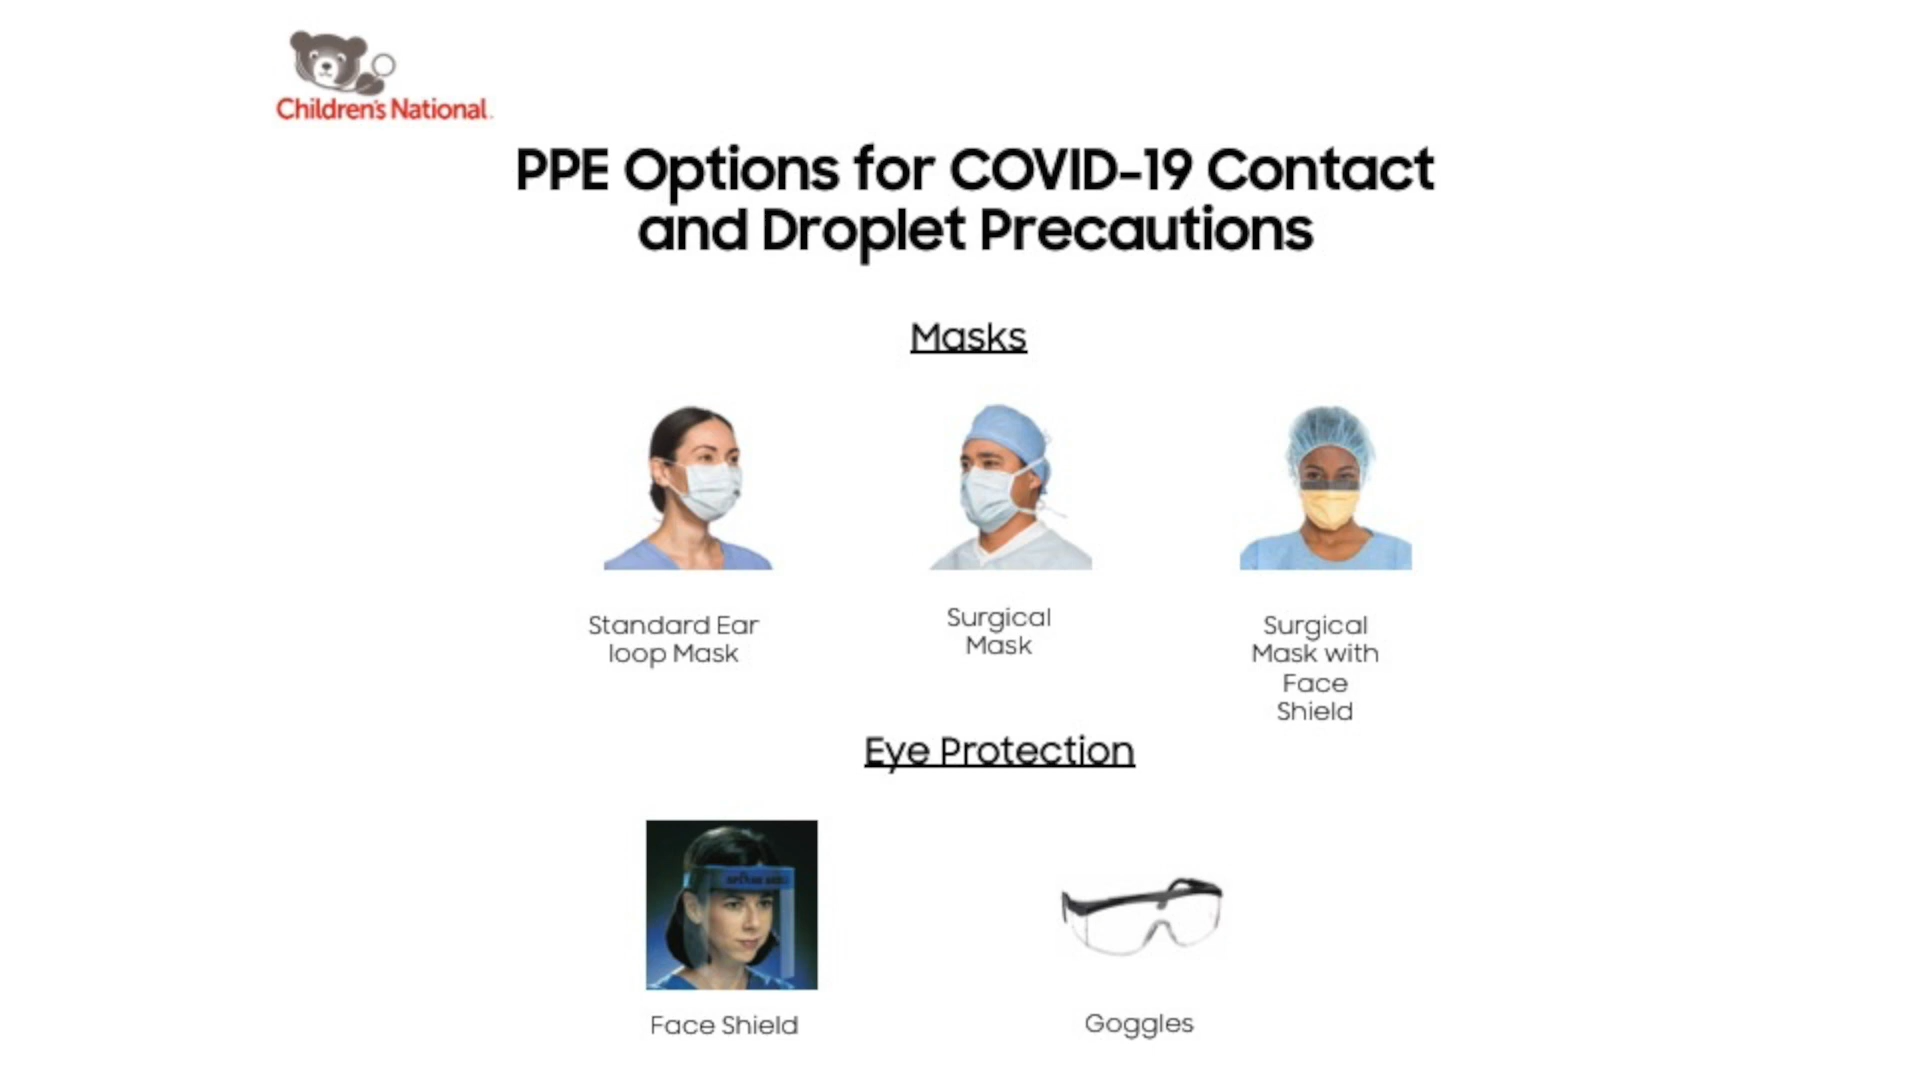 Children's National.
PPE Options for COVID-19 Contact
and Droplet Precautions
Masks
Standard Ear
loop Mask
Surgical
Mask
Surgical
Mask with
Face
Shield
Eye Protection
Face Shield
Goggles